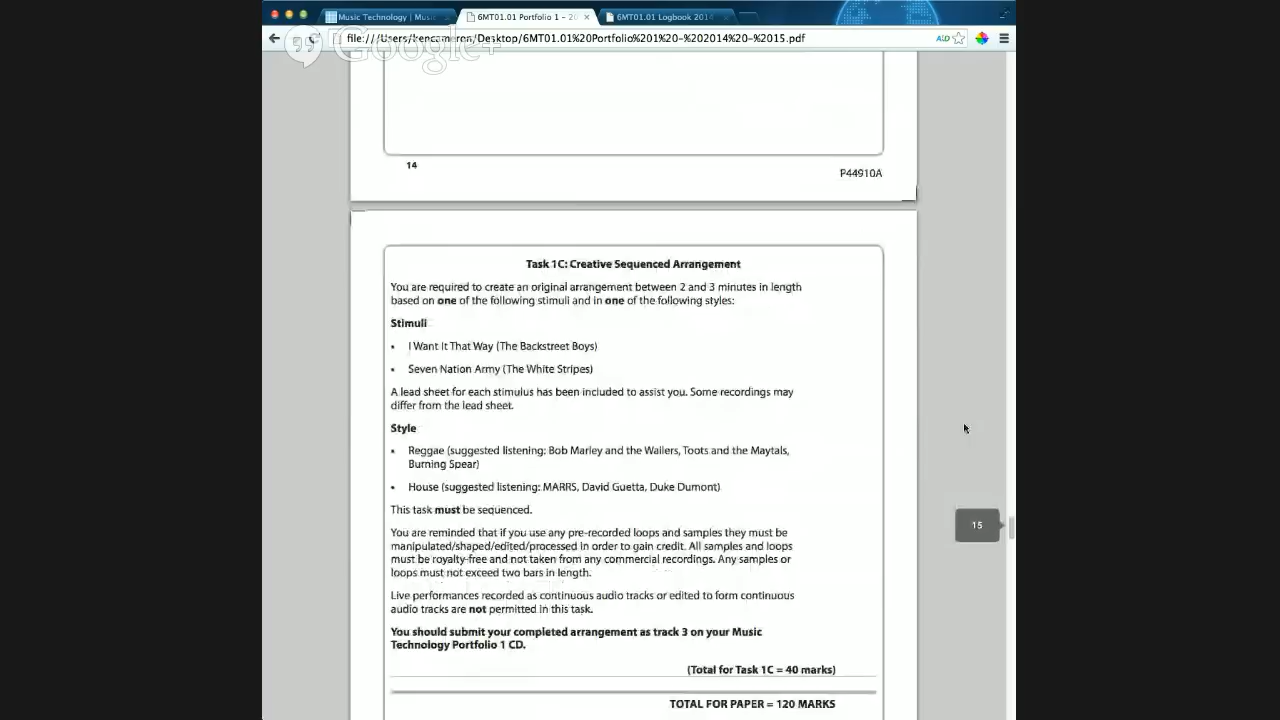 Music Technology | Mus
6MT01.01 Portfolio 1 – 20
6MT01.01 Logbook 2014
file:///Users/kencameron/Desktop/6MT01.01%20Portfolio%201%20-%202014%20-%2015.pdf
Google+
14
P44910A
Task 1C: Creative Sequenced Arrangement
You are required to create an original arrangement between 2 and 3 minutes in length
based on one of the following stimuli and in one of the following styles:
Stimuli
• I Want It That Way (The Backstreet Boys)
• Seven Nation Army (The White Stripes)
A lead sheet for each stimulus has been included to assist you. Some recordings may
differ from the lead sheet.
Style
• Reggae (suggested listening: Bob Marley and the Wailers, Toots and the Maytals,
Burning Spear)
• House (suggested listening: MARRS, David Guetta, Duke Dumont)
This task must be sequenced.
You are reminded that if you use any pre-recorded loops and samples they must be
manipulated/shaped/edited/processed in order to gain credit. All samples and loops
must be royalty-free and not taken from any commercial recordings. Any samples or
loops must not exceed two bars in length.
Live performances recorded as continuous audio tracks or edited to form continuous
audio tracks are not permitted in this task.
You should submit your completed arrangement as track 3 on your Music
Technology Portfolio 1 CD.
15
(Total for Task 1C = 40 marks)
TOTAL FOR PAPER = 120 MARKS